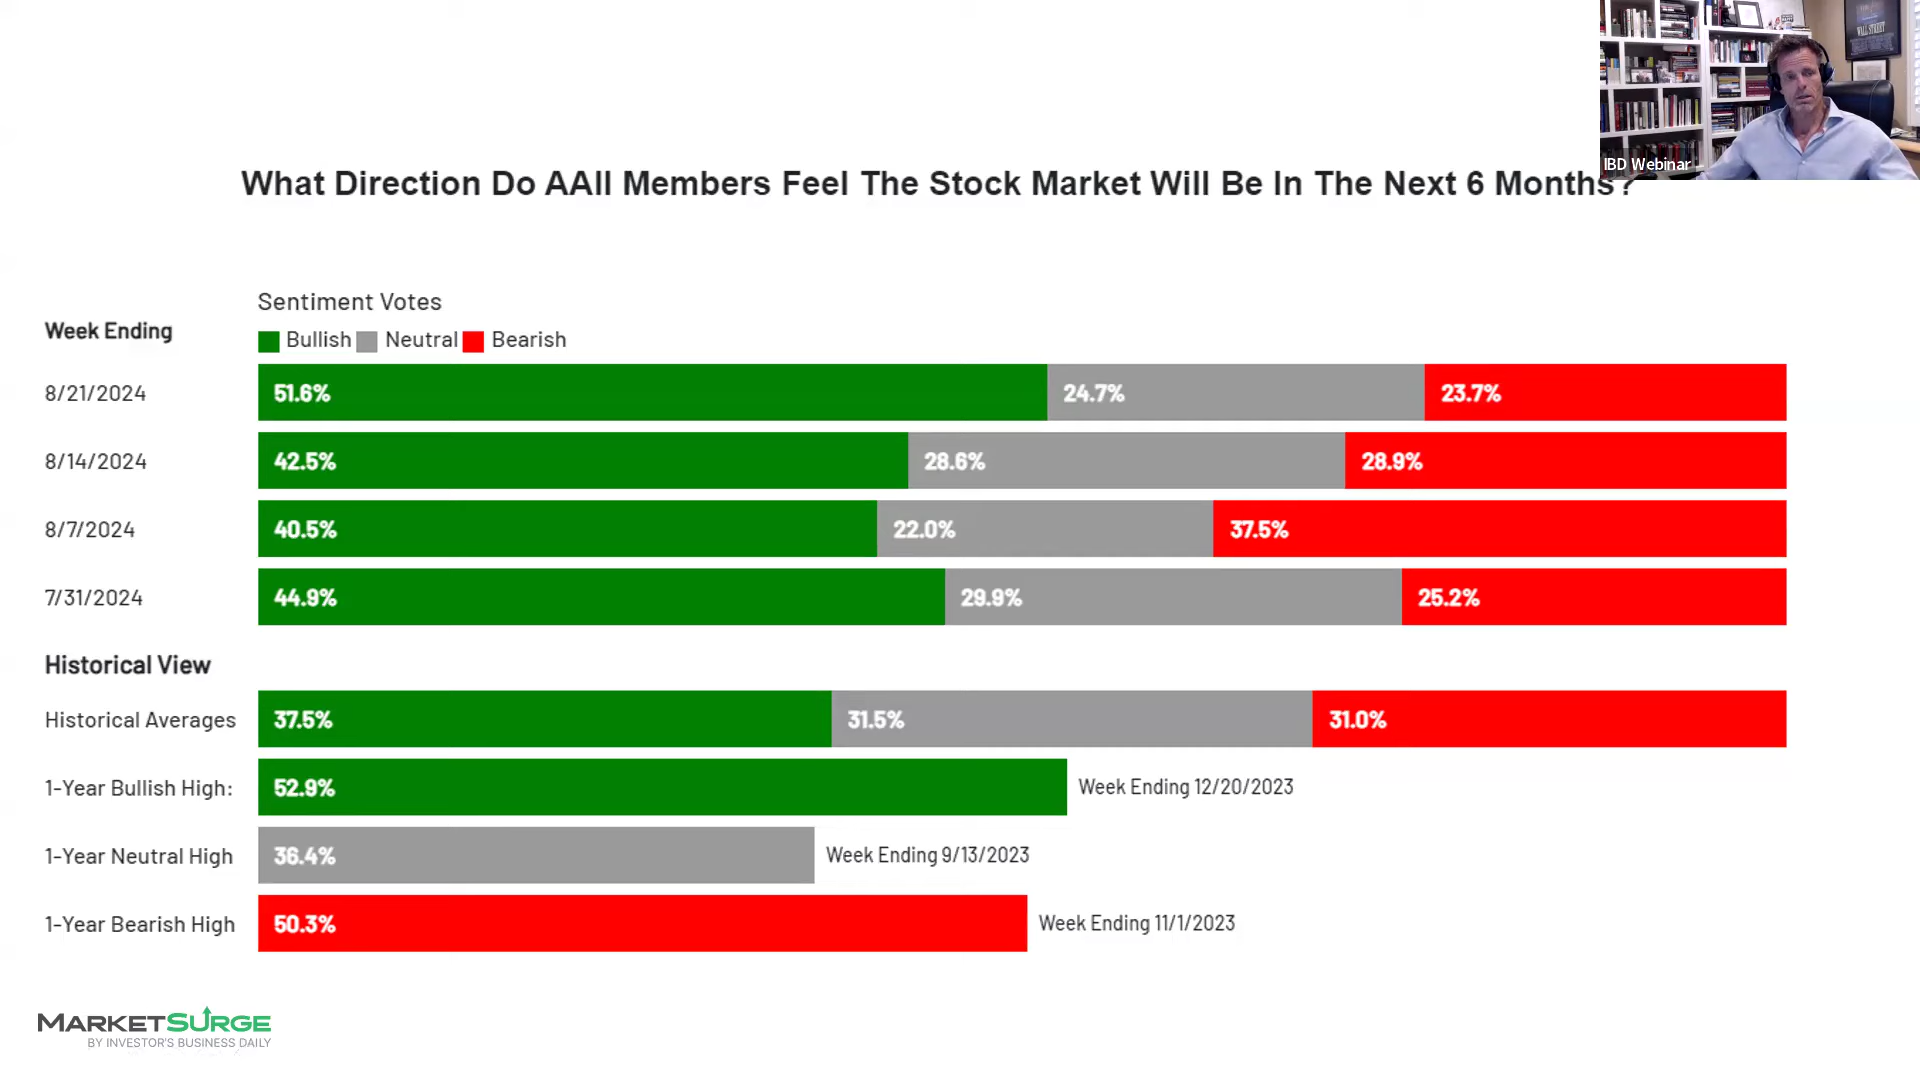 WALL STREET
IBD Webinar
What Direction Do AAII Members Feel The Stock Market Will Be In The Next 6 Months?
Sentiment Votes
Week Ending
Bullish Neutral Bearish
8/21/2024 51.6% 24.7% 23.7%
8/14/2024 42.5% 28.6% 28.9%
8/7/2024 40.5% 22.0% 37.5%
7/31/2024 44.9% 29.9% 25.2%
Historical View
Historical Averages 37.5% 31.5% 31.0%
1-Year Bullish High: 52.9% Week Ending 12/20/2023
1-Year Neutral High 36.4% Week Ending 9/13/2023
1-Year Bearish High 50.3% Week Ending 11/1/2023
MARKETSURGE
BY INVESTOR'S BUSINESS DAILY